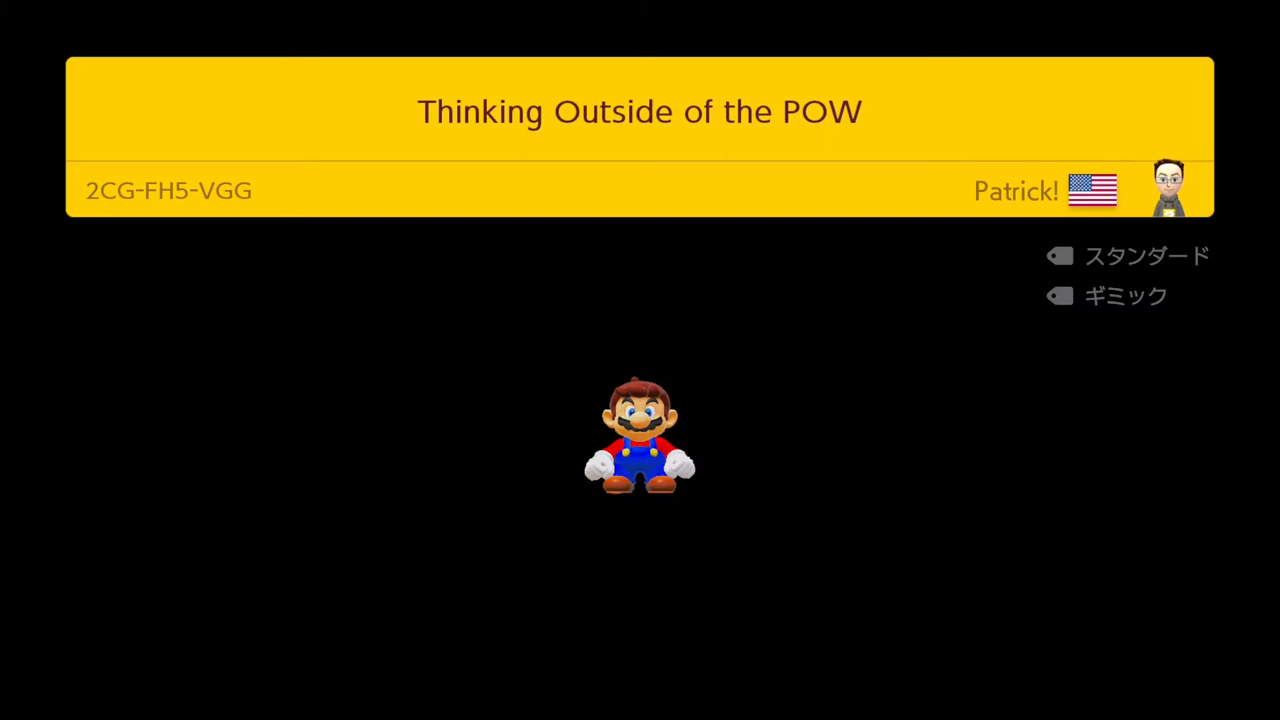 Thinking Outside of the POW
2CG-FH5-VGG
Patrick!
スタンダード
ギミック